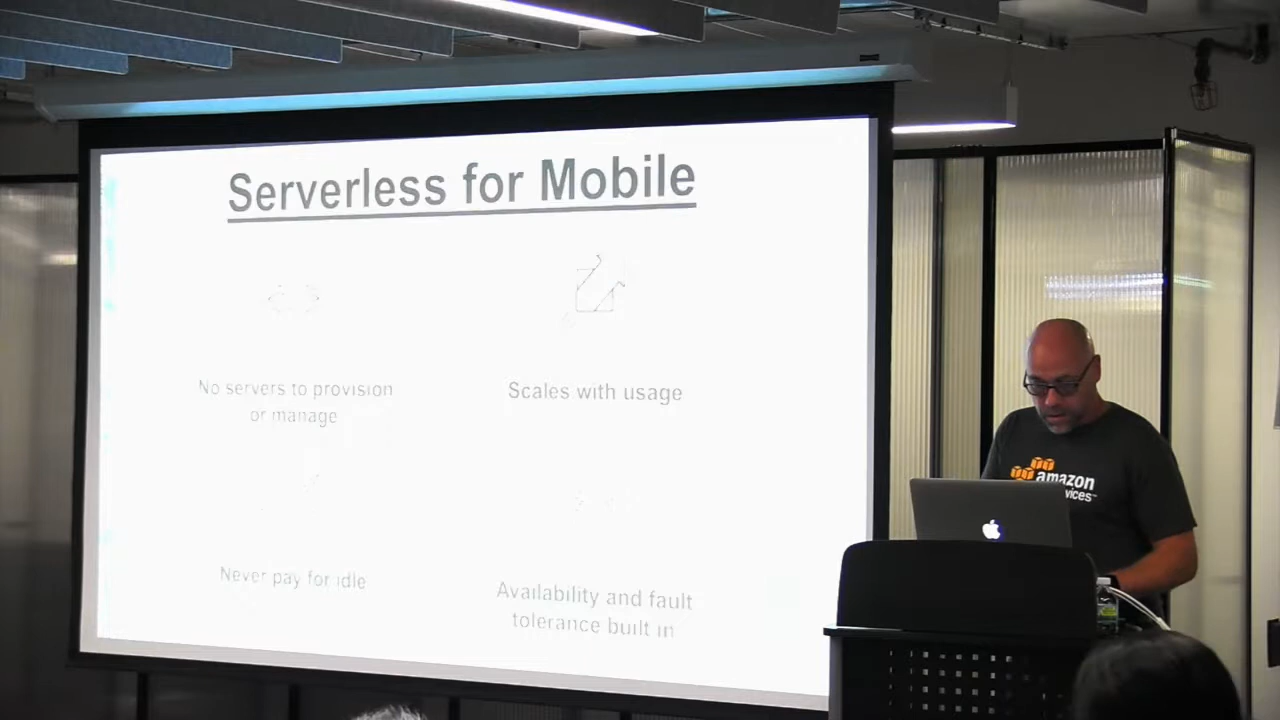 Serverless for Mobile
No servers to provision
or manage
Scales with usage
Never pay for idle
Availability and fault
tolerance built in
amazon
vices™